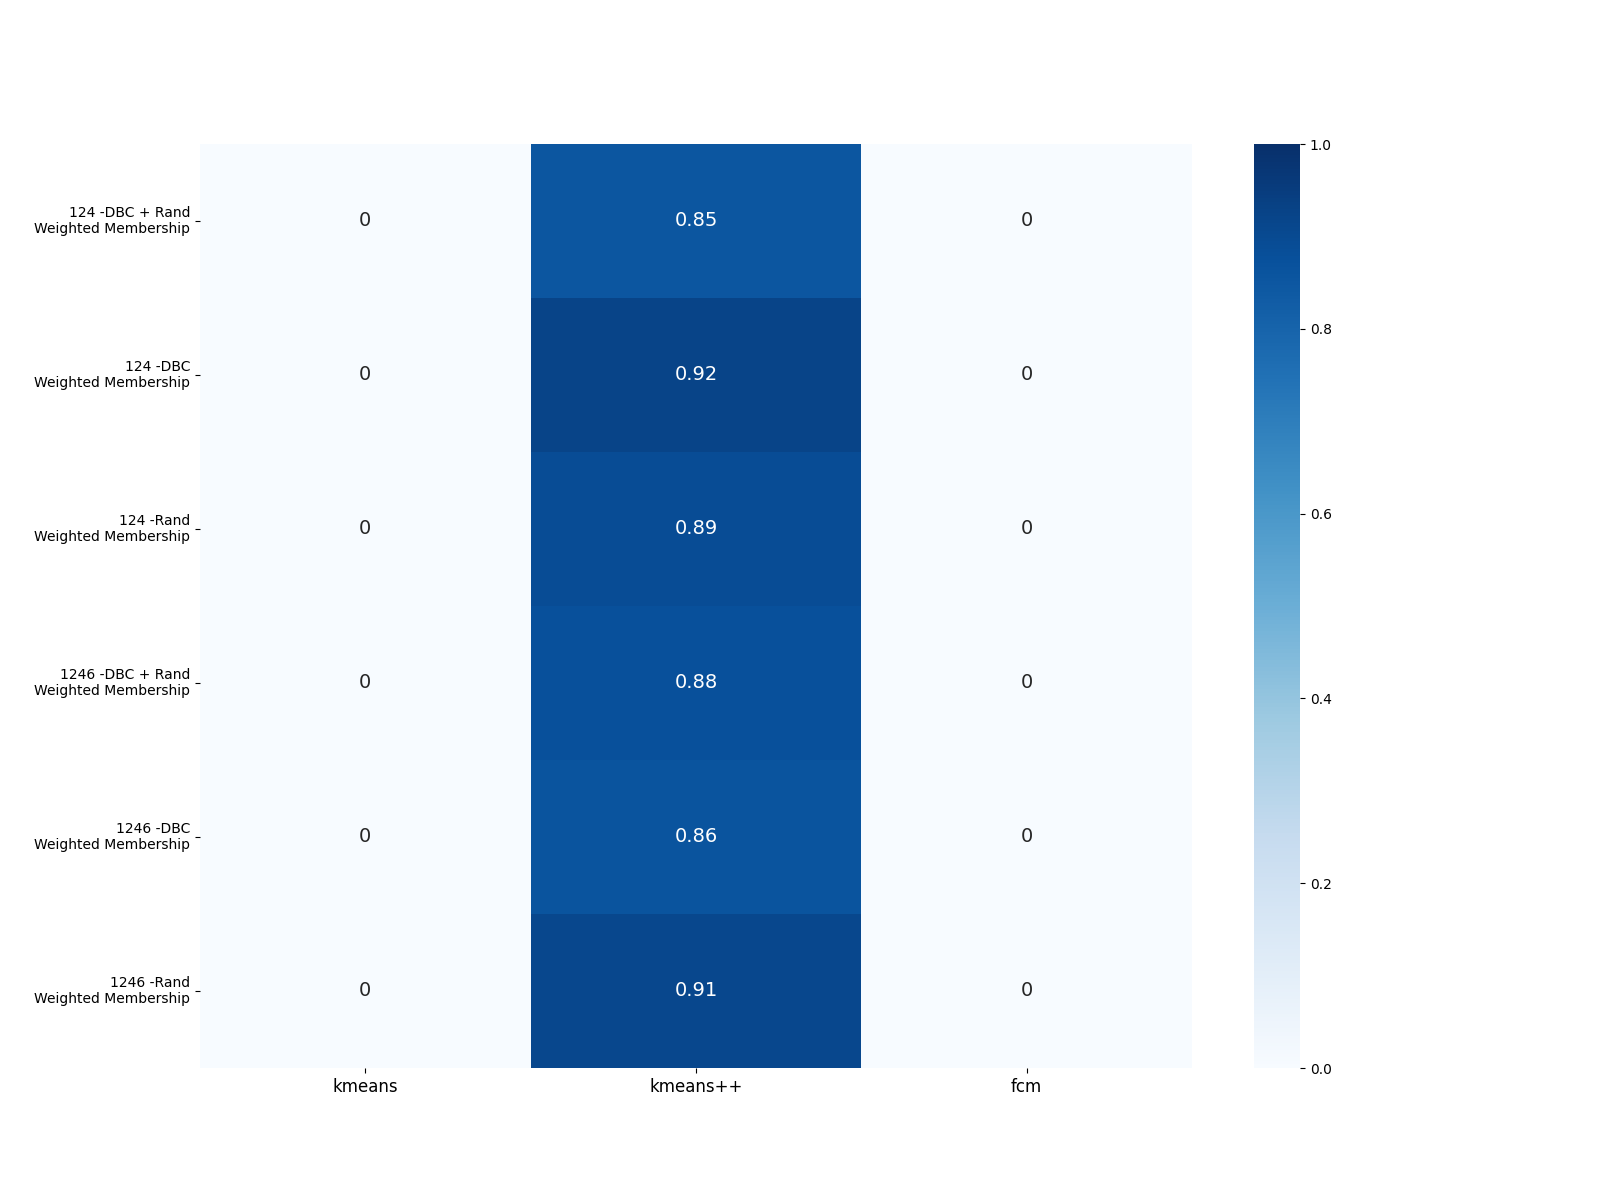 124 -DBC + Rand
Weighted Membership
0
0.85
0
124 -DBC
Weighted Membership
0
0.92
0
124 -Rand
Weighted Membership
0
0.89
0
1246 -DBC + Rand
Weighted Membership
0
0.88
0
1246 -DBC
Weighted Membership
0
0.86
0
1246 -Rand
Weighted Membership
0
0.91
0
kmeans
kmeans++
fcm
1.0
0.8
0.6
0.4
0.2
0.0